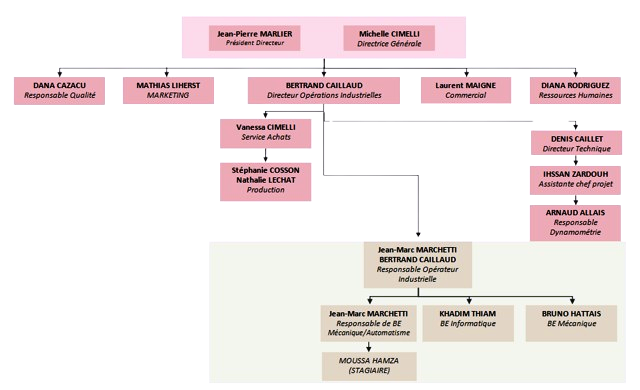 Jean-Pierre MARLIER
Président Directeur
Michelle CIMELLI
Directrice Générale
DANA CAZACU
Responsable Qualité
MATHIAS LIHERST
MARKETING
BERTRAND CAILLAUD
Directeur Opérations Industrielles
Laurent MAIGNE
Commercial
DIANA RODRIGUEZ
Ressources Humaines
Vanessa CIMELLI
Service Achats
DENIS CAILLET
Directeur Technique
Stéphanie COSSON
Nathalie LECHAT
Production
IHSSAN ZARDOUH
Assistante chef projet
ARNAUD ALLAIS
Responsable
Dynamométrie
Jean-Marc MARCHETTI
BERTRAND CAILLAUD
Responsable Opérateur
Industrielle
Jean-Marc MARCHETTI
Responsable de BE
Mécanique/Automatisme
KHADIM THIAM
BE Informatique
BRUNO HATTAIS
BE Mécanique
MOUSSA HAMZA
(STAGIAIRE)